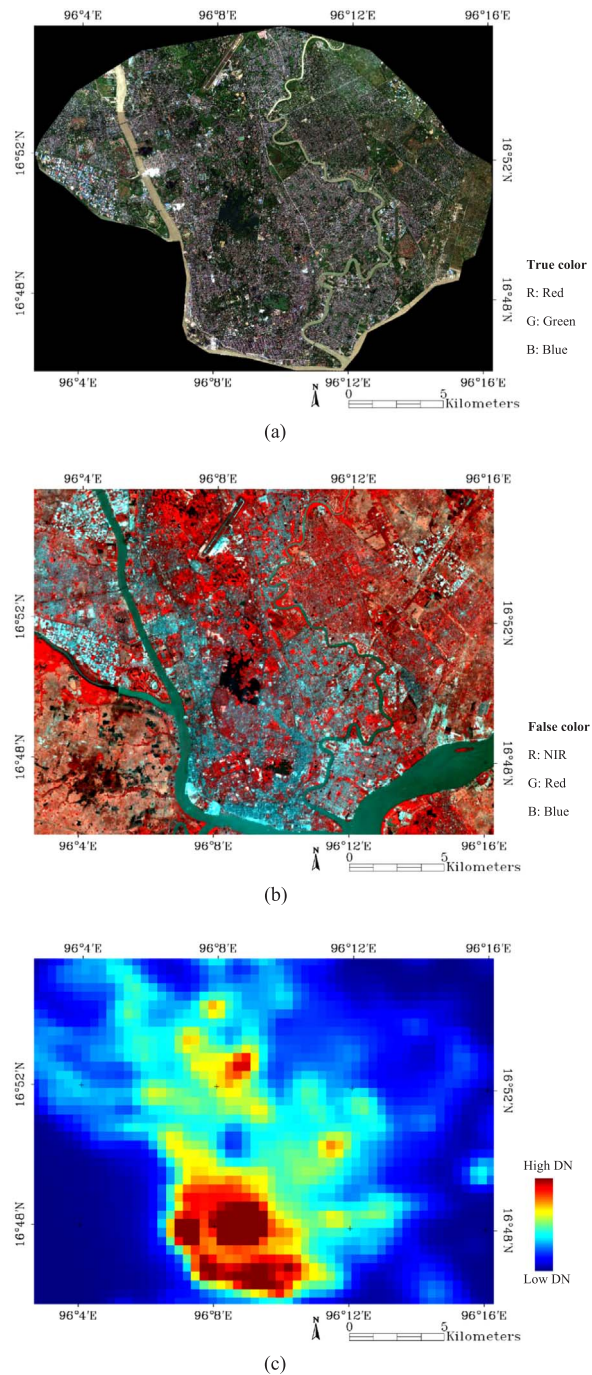 96°4'E 96°8'E 96°12'E 96°16'E
16°52'N 16°52'N
16°48'N 16°48'N
True color
R: Red
G: Green
B: Blue
96°4'E 96°8'E 96°12'E 96°16'E
N
0 5
Kilometers
(a)
96°4'E 96°8'E 96°12'E 96°16'E
16°52'N 16°52'N
16°48'N 16°48'N
False color
R: NIR
G: Red
B: Blue
96°4'E 96°8'E 96°12'E 96°16'E
N
0 5
Kilometers
(b)
96°4'E 96°8'E 96°12'E 96°16'E
16°52'N 16°52'N
16°48'N 16°48'N
High DN
Low DN
96°4'E 96°8'E 96°12'E 96°16'E
N
0 5
Kilometers
(c)